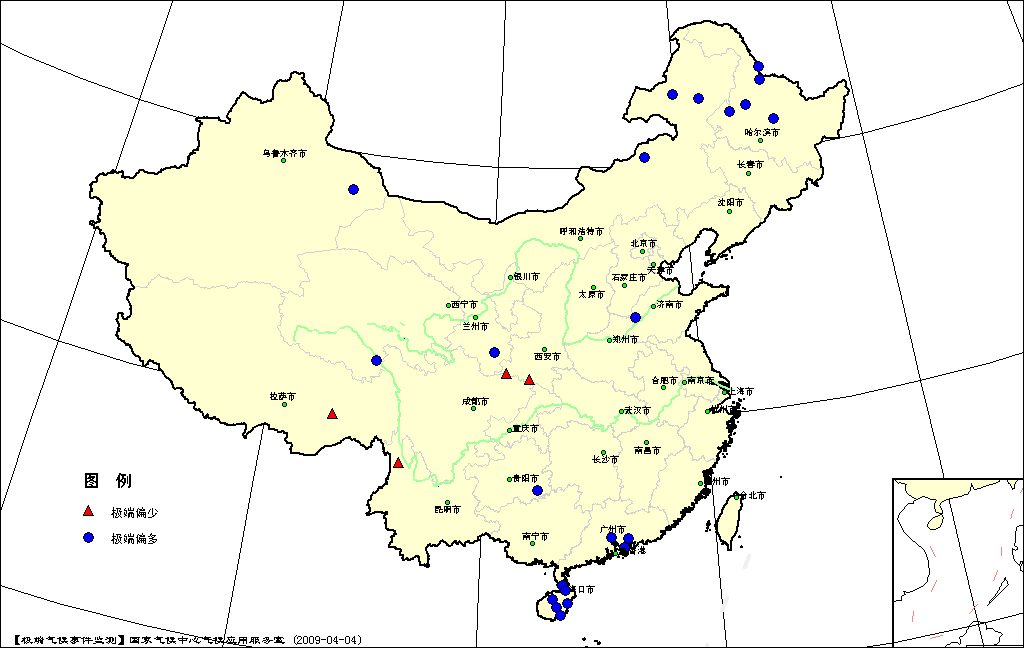 哈尔滨市
乌鲁木齐市
长春市
沈阳市
呼和浩特市
北京市
天津市
银川市
石家庄市
太原市
西宁市
济南市
兰州市
郑州市
西安市
合肥市
南京市
上海市
拉萨市
成都市
武汉市
杭州市
重庆市
南昌市
长沙市
贵阳市
图 例
州市
台北市
昆明市
极端偏少
广州市
南宁市
极端偏多
港
口市
【极端气候事件监测】国家气候中心气候应用服务室 (2009-04-04)